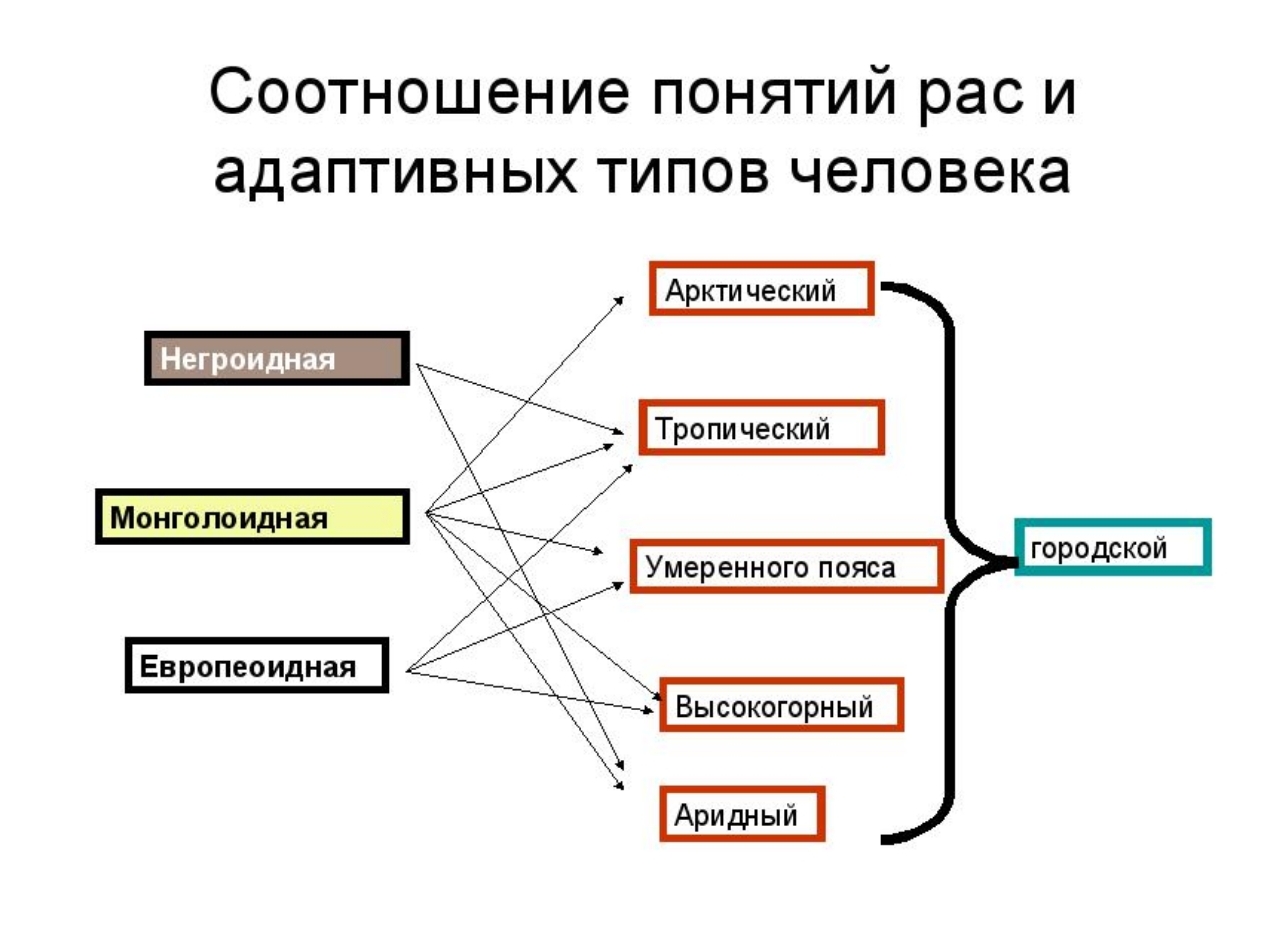 Соотношение понятий рас и
адаптивных типов человека
Арктический
Негроидная
Тропический
Монголоидная
городской
Умеренного пояса
Европеоидная
Высокогорный
Аридный